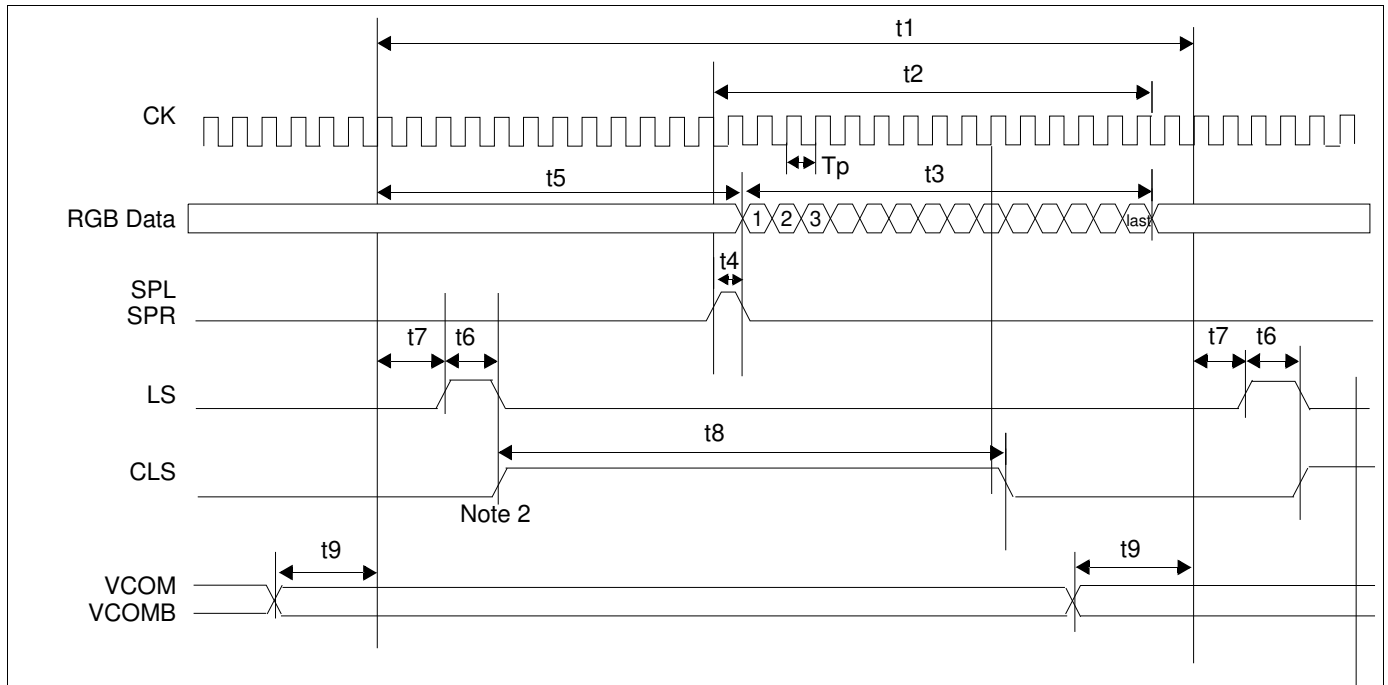 t1
t2
CK
Tp
t5
t3
RGB Data
1 2 3 last
t4
SPL
SPR
t7 t6 t7 t6
LS
t8
CLS
Note 2
t9 t9
VCOM
VCOMB